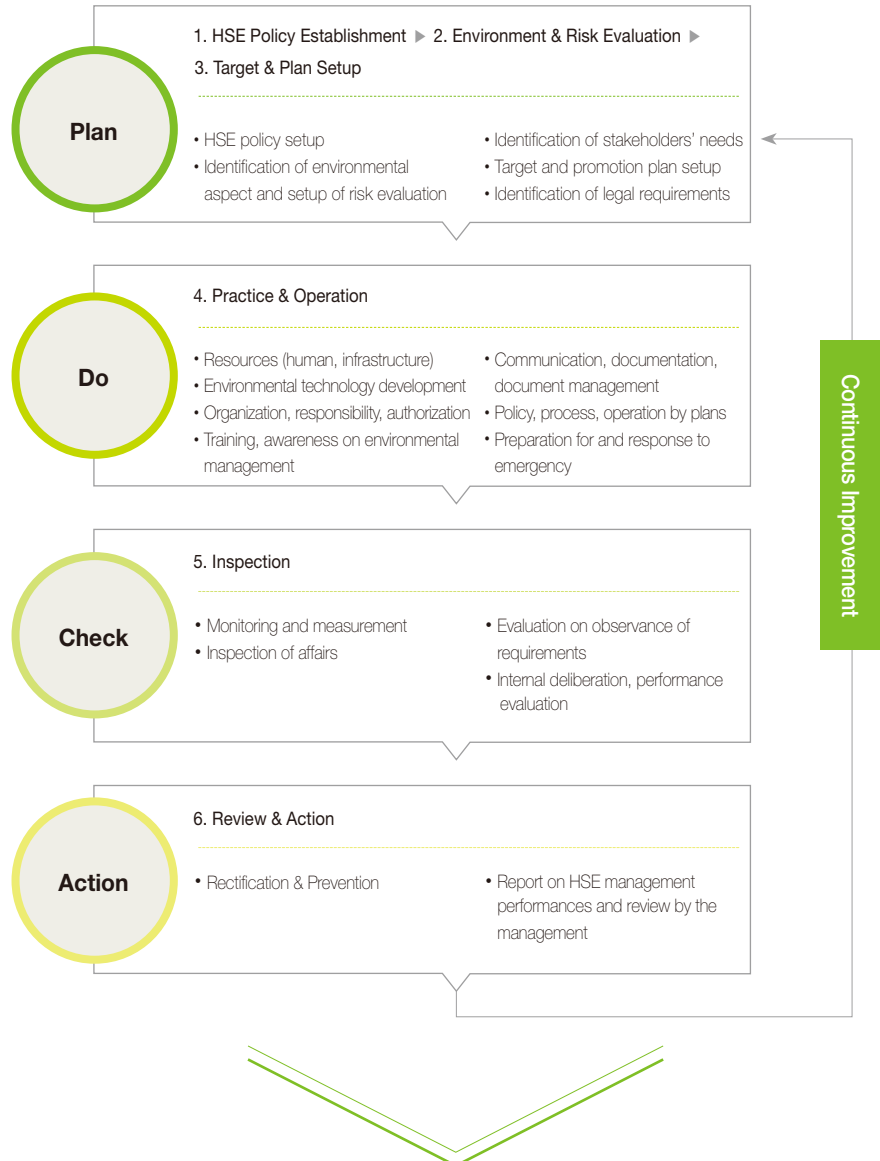 1. HSE Policy Establishment ▶ 2. Environment & Risk Evaluation ▶
3. Target & Plan Setup
Plan
• HSE policy setup
• Identification of environmental
aspect and setup of risk evaluation
• Identification of stakeholders' needs
• Target and promotion plan setup
• Identification of legal requirements
4. Practice & Operation
Do
• Resources (human, infrastructure)
• Environmental technology development
• Organization, responsibility, authorization
• Training, awareness on environmental
management
• Communication, documentation,
document management
• Policy, process, operation by plans
• Preparation for and response to
emergency
Continuous Improvement
5. Inspection
Check
• Monitoring and measurement
• Inspection of affairs
• Evaluation on observance of
requirements
• Internal deliberation, performance
evaluation
6. Review & Action
Action
• Rectification & Prevention
• Report on HSE management
performances and review by the
management